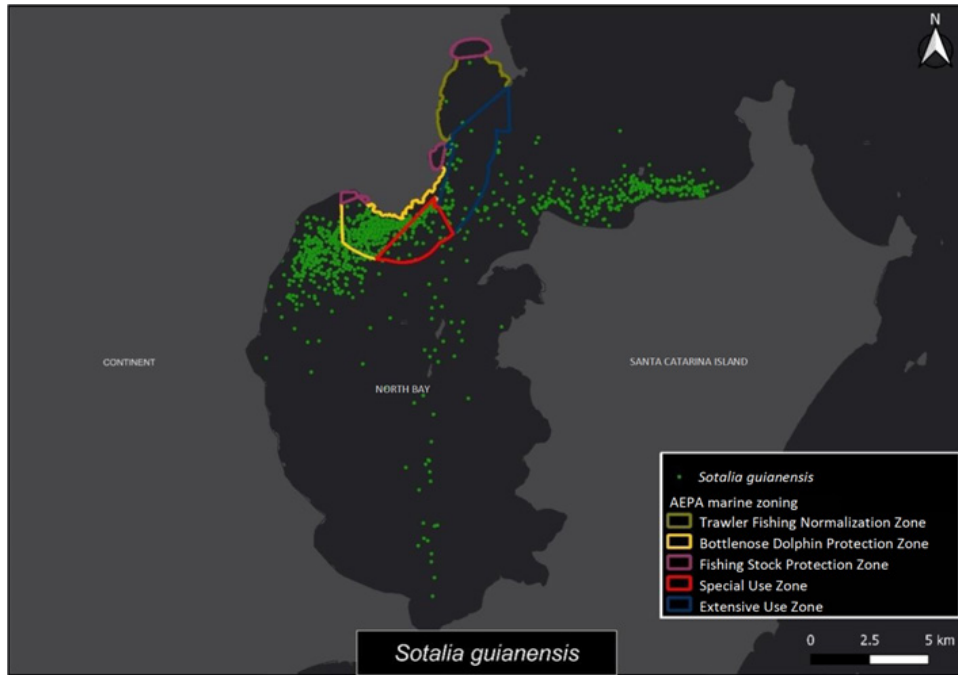 N
CONTINENT
SANTA CATARINA ISLAND
NORTH BAY
Sotalia guianensis
AEPA marine zoning
Trawler Fishing Normalization Zone
Bottlenose Dolphin Protection Zone
Fishing Stock Protection Zone
Special Use Zone
Extensive Use Zone
0 2.5 5 km
Sotalia guianensis